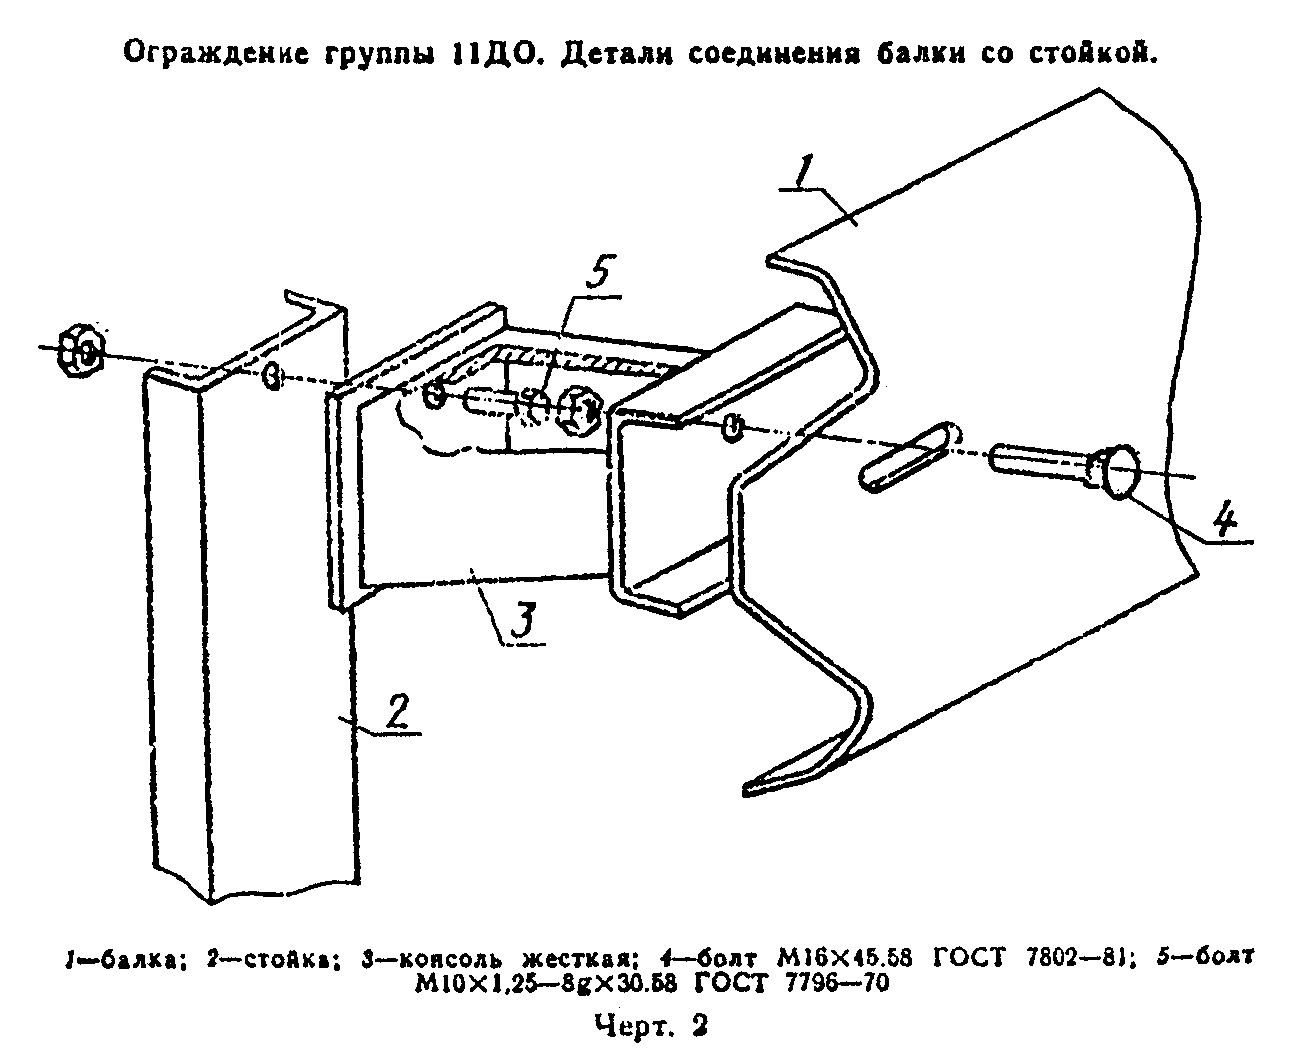 Ограждение группы 11ДО. Детали соединения балки со стойкой.
1
5
4
3
2
1—балка; 2—стойка; 3—консоль жесткая; 4—болт М16×45.58 ГОСТ 7802—81; 5—болт
М10×1,25—8g×30.58 ГОСТ 7796—70
Черт. 2